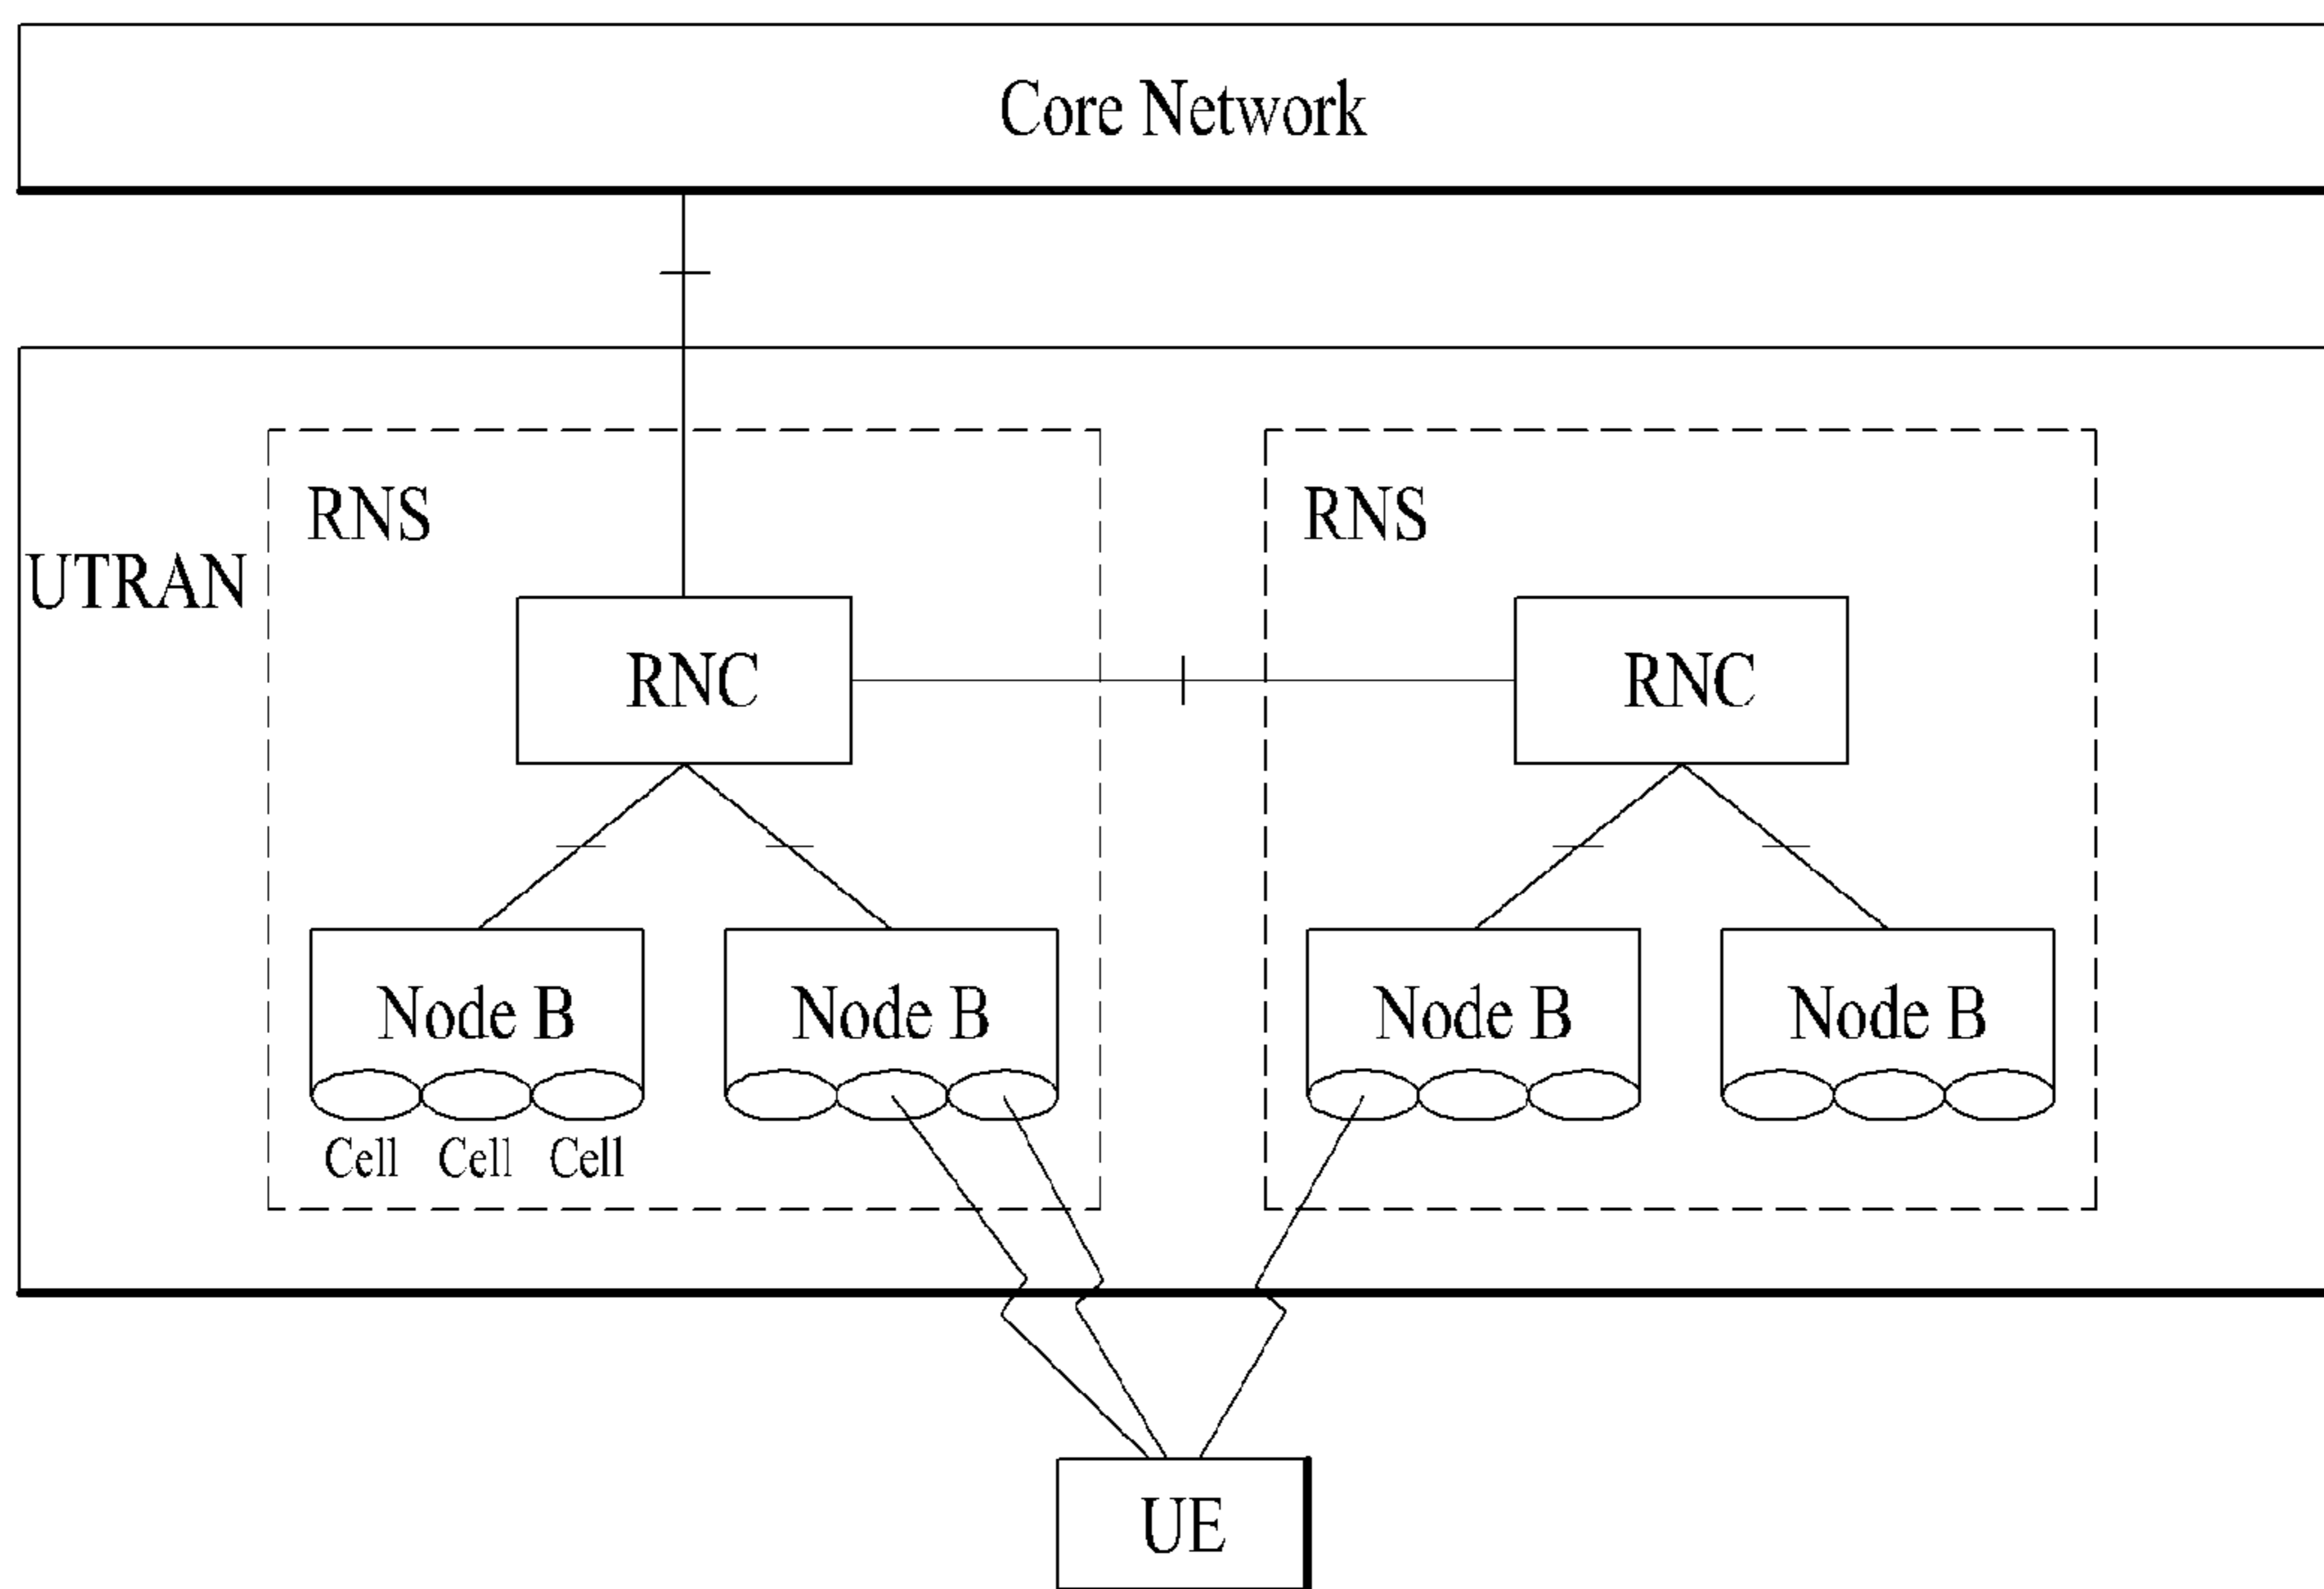 Core Network
RNS
RNS
UTRAN
RNC
RNC
Node B
Node B
Node B
Node B
Cell Cell Cell
UE